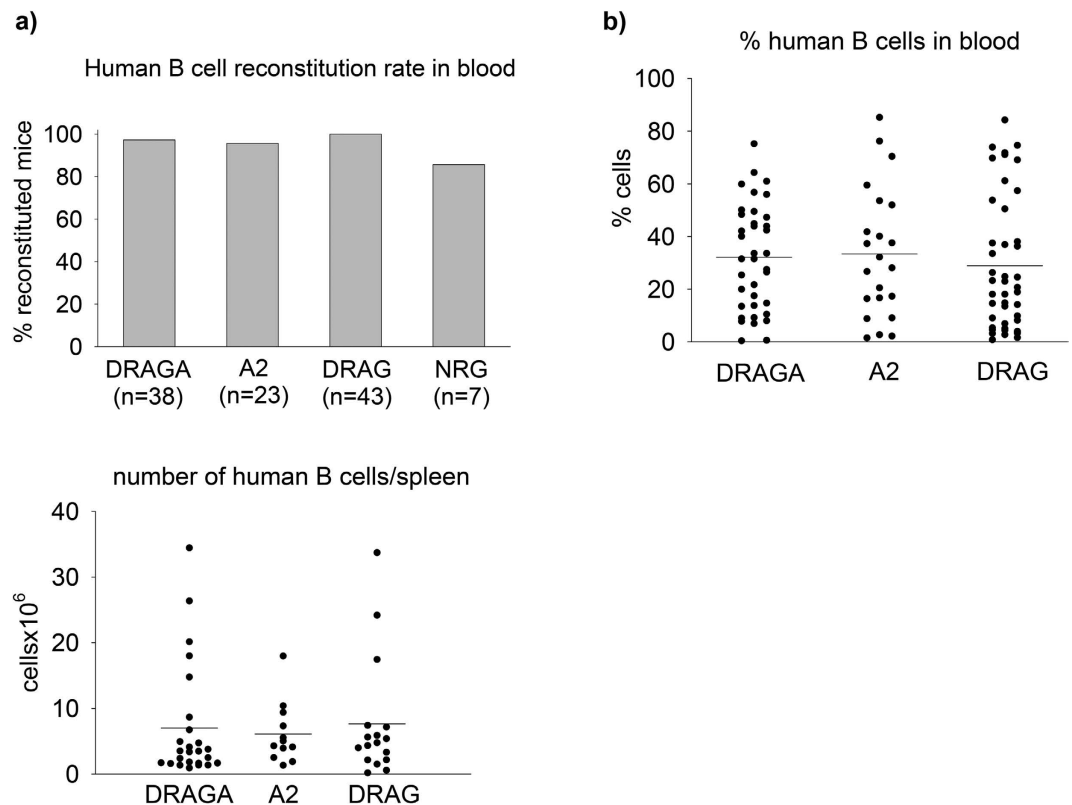 a)
Human B cell reconstitution rate in blood
% reconstituted mice
100
80
60
40
20
0
DRAGA A2 DRAG NRG
(n=38) (n=23) (n=43) (n=7)
b)
% human B cells in blood
% cells
100
80
60
40
20
0
DRAGA A2 DRAG
number of human B cells/spleen
cellsx10⁶
40
30
20
10
0
DRAGA A2 DRAG